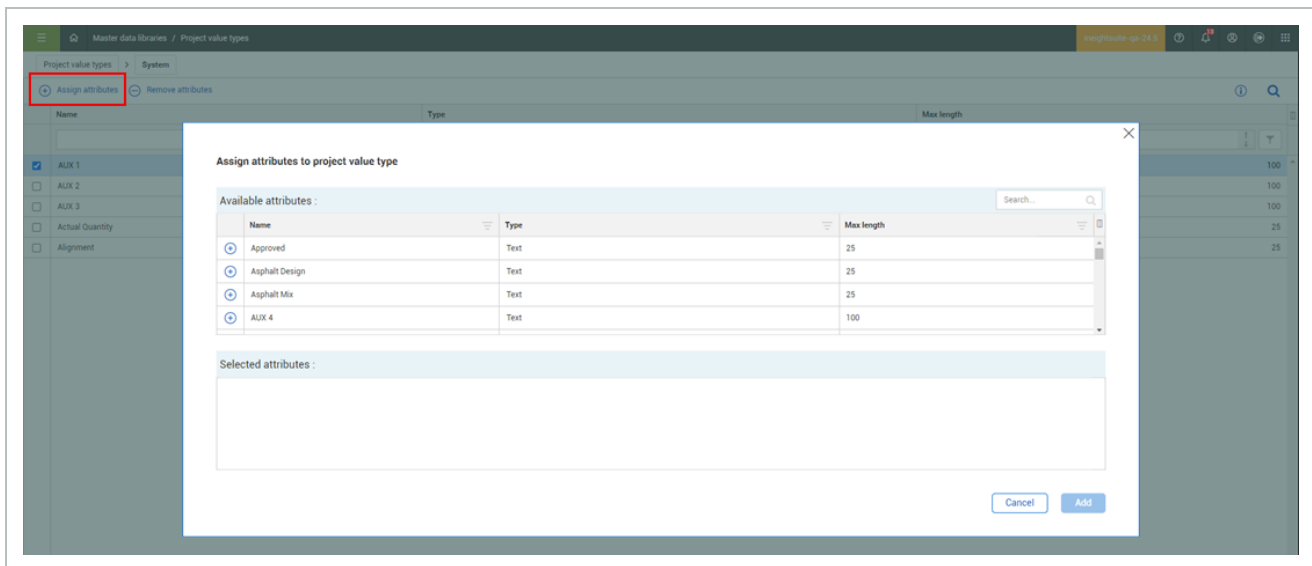 Master data libraries / Project value types
Project value types > System
Assign attributes Remove attributes
Name Type Max length
AUX 1 100
AUX 2 100
AUX 3 100
Actual Quantity 25
Alignment 25
Assign attributes to project value type
Available attributes : Search...
Name Type Max length
Approved Text 25
Asphalt Design Text 25
Asphalt Mix Text 25
AUX 4 Text 100
Selected attributes :
Cancel Add